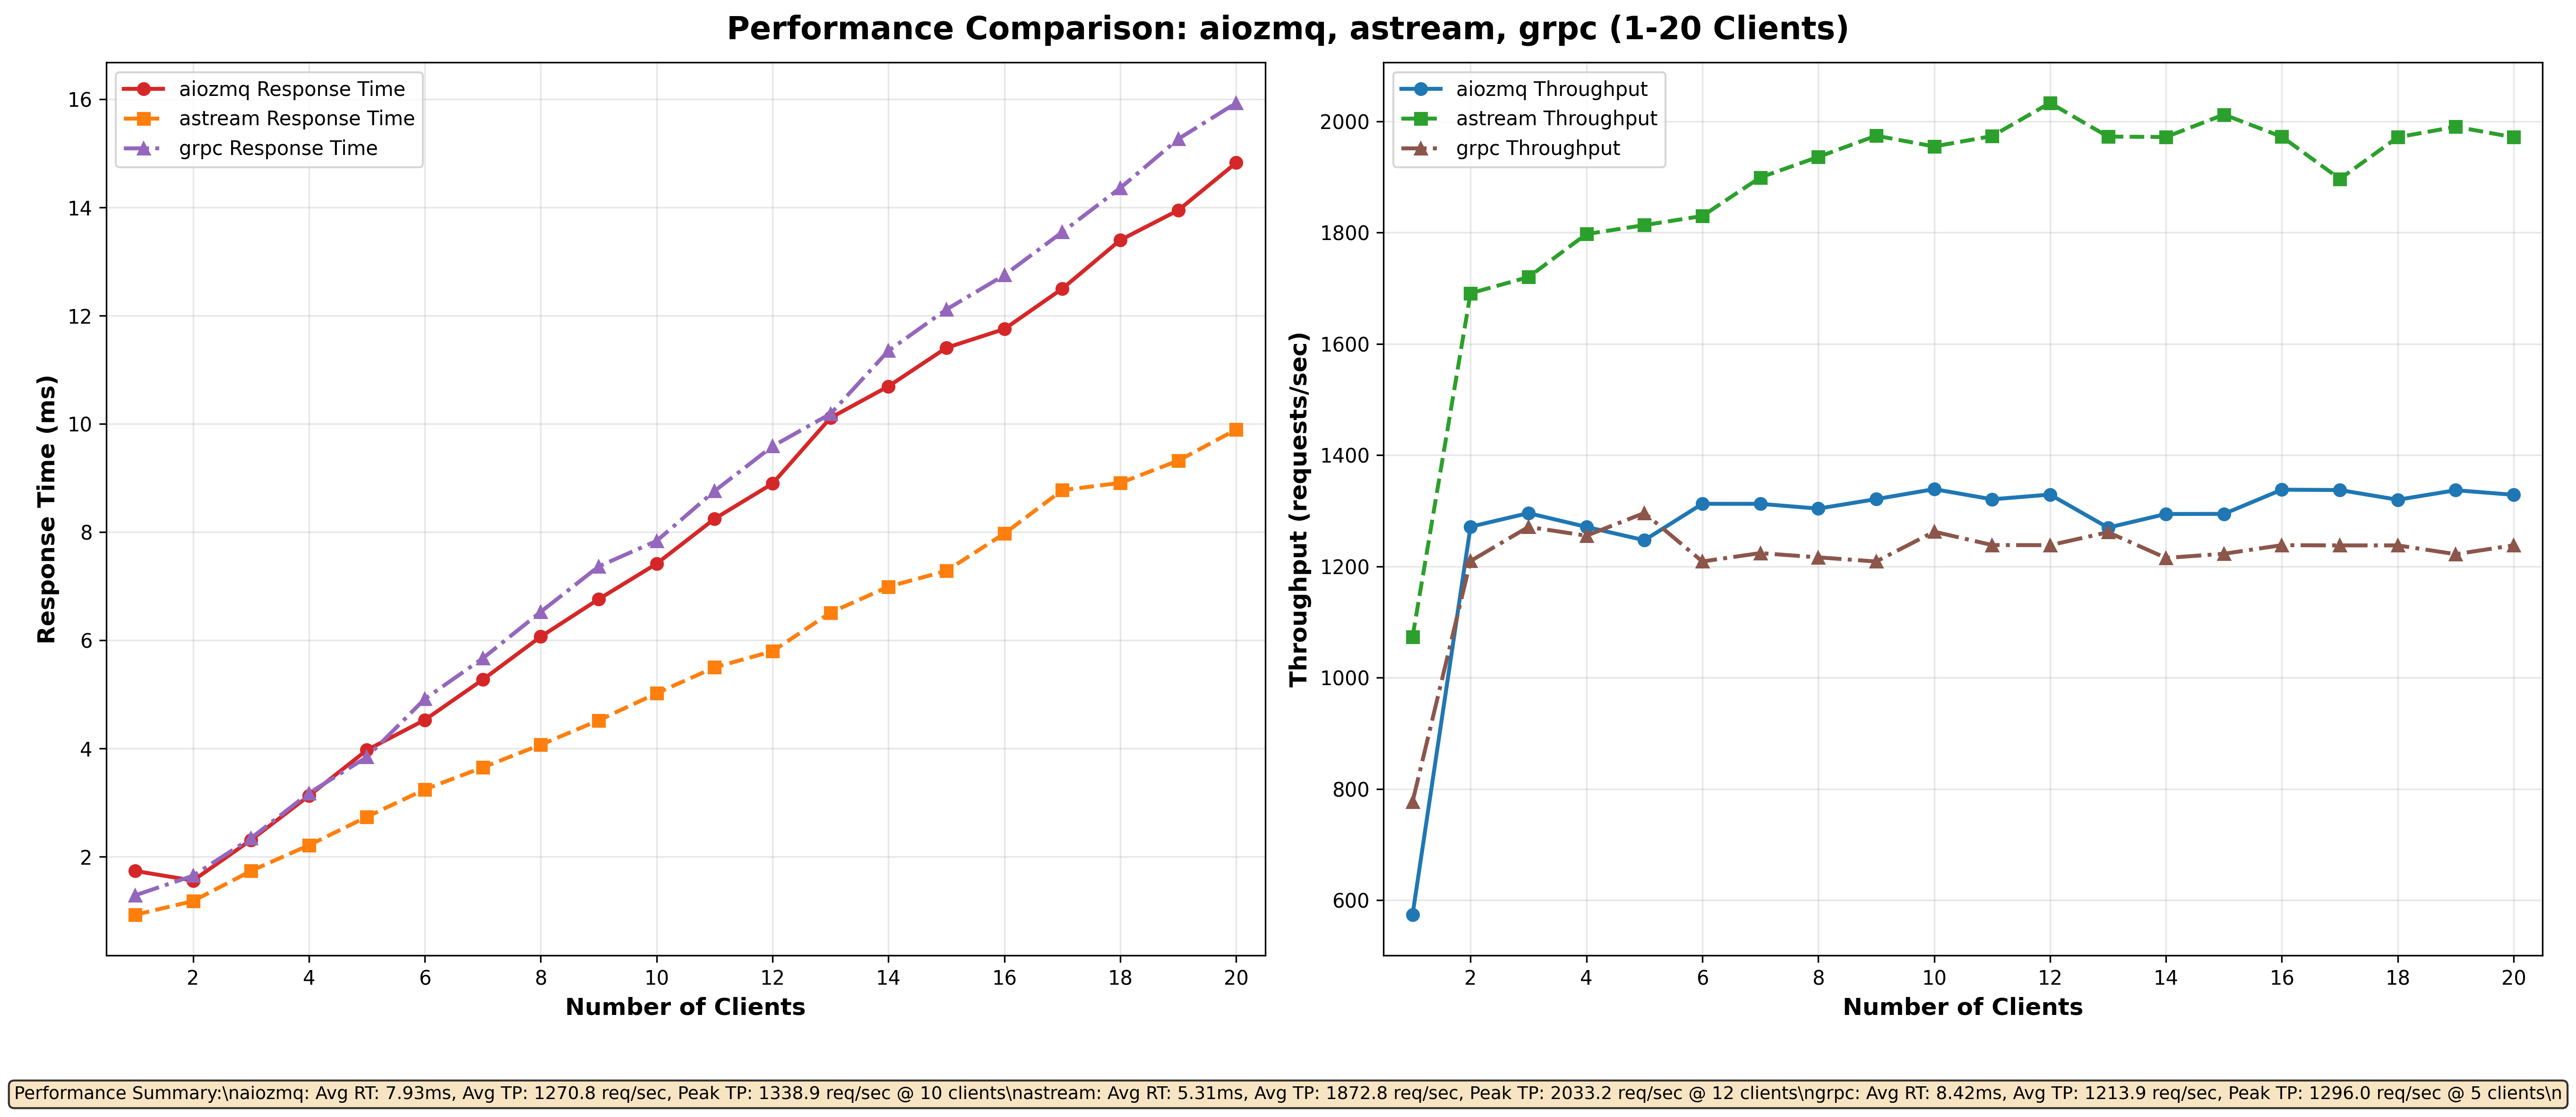 Performance Comparison: aiozmq, astream, grpc (1-20 Clients)
aiozmq Response Time
astream Response Time
grpc Response Time
16
14
12
10
8
6
4
2
Response Time (ms)
2 4 6 8 10 12 14 16 18 20
Number of Clients
aiozmq Throughput
astream Throughput
grpc Throughput
2000
1800
1600
1400
1200
1000
800
600
Throughput (requests/sec)
2 4 6 8 10 12 14 16 18 20
Number of Clients
Performance Summary:\naiozmq: Avg RT: 7.93ms, Avg TP: 1270.8 req/sec, Peak TP: 1338.9 req/sec @ 10 clients\nastream: Avg RT: 5.31ms, Avg TP: 1872.8 req/sec, Peak TP: 2033.2 req/sec @ 12 clients\ngrpc: Avg RT: 8.42ms, Avg TP: 1213.9 req/sec, Peak TP: 1296.0 req/sec @ 5 clients\n